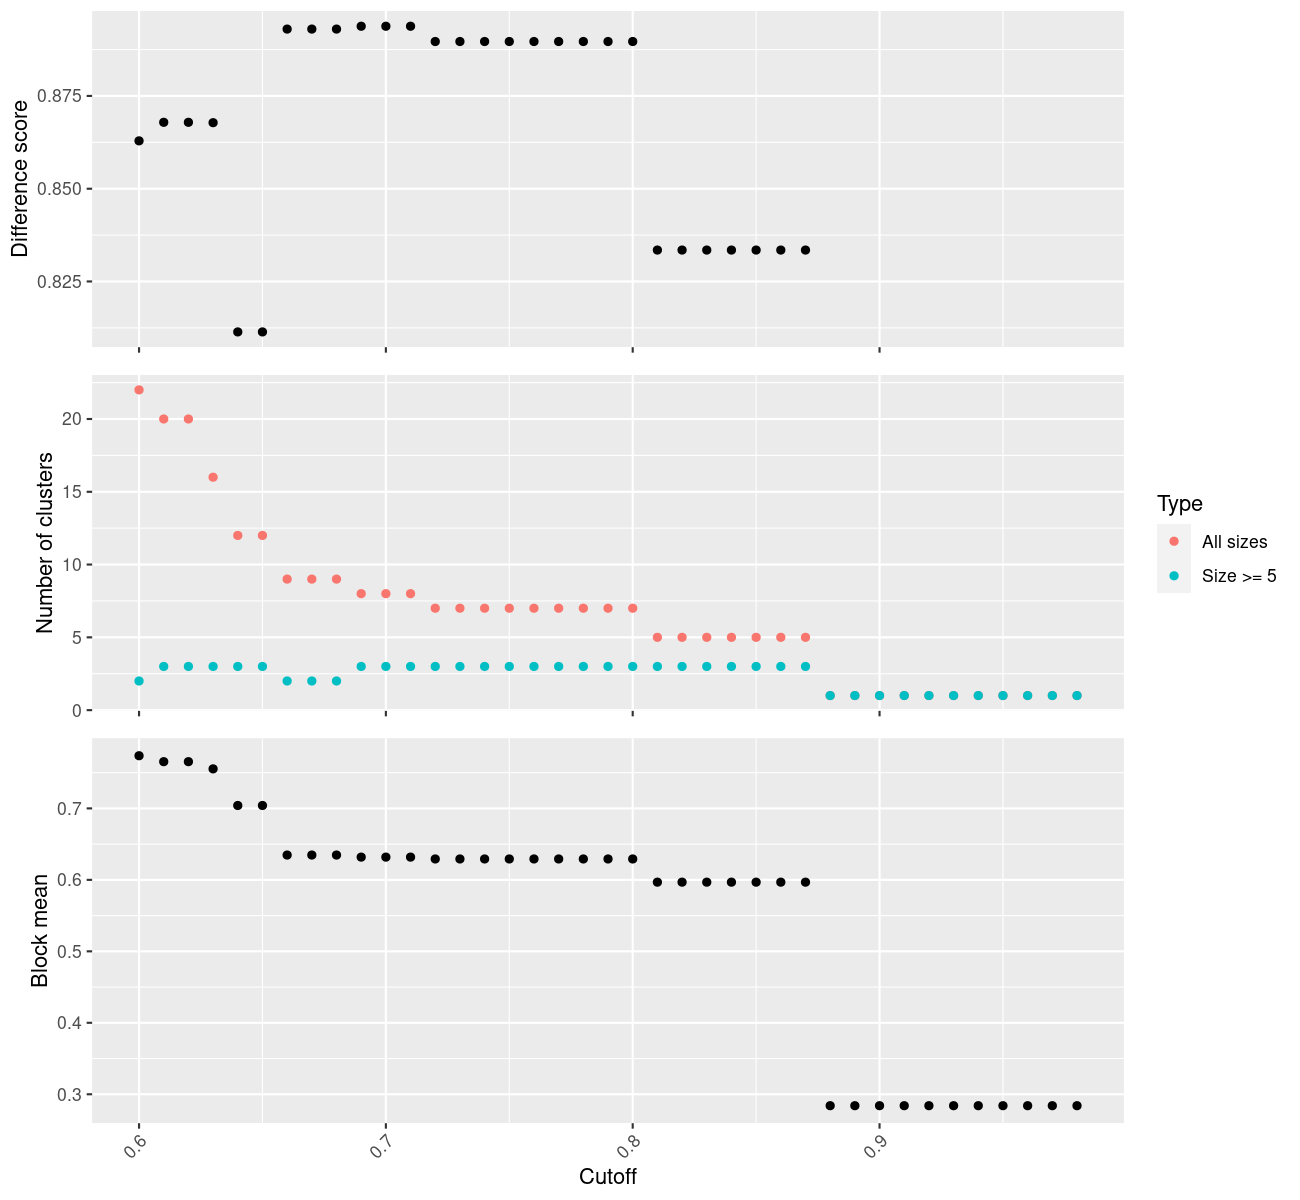 Difference score
0.875
0.850
0.825
Number of clusters
20
15
10
5
0
Type
All sizes
Size >= 5
Block mean
0.7
0.6
0.5
0.4
0.3
0.6 0.7 0.8 0.9
Cutoff